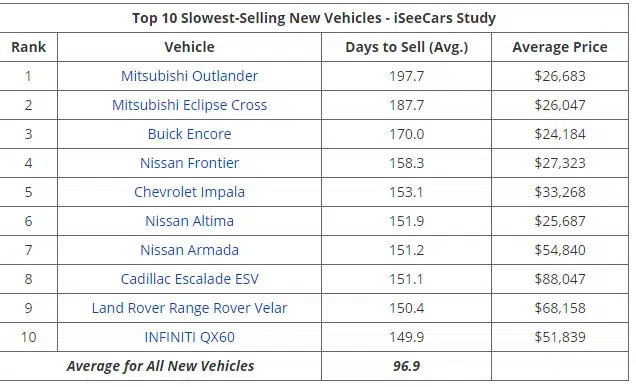 Top 10 Slowest-Selling New Vehicles - iSeeCars Study
Rank Vehicle Days to Sell (Avg.) Average Price
1 Mitsubishi Outlander 197.7 $26,683
2 Mitsubishi Eclipse Cross 187.7 $26,047
3 Buick Encore 170.0 $24,184
4 Nissan Frontier 158.3 $27,323
5 Chevrolet Impala 153.1 $33,268
6 Nissan Altima 151.9 $25,687
7 Nissan Armada 151.2 $54,840
8 Cadillac Escalade ESV 151.1 $88,047
9 Land Rover Range Rover Velar 150.4 $68,158
10 INFINITI QX60 149.9 $51,839
Average for All New Vehicles 96.9